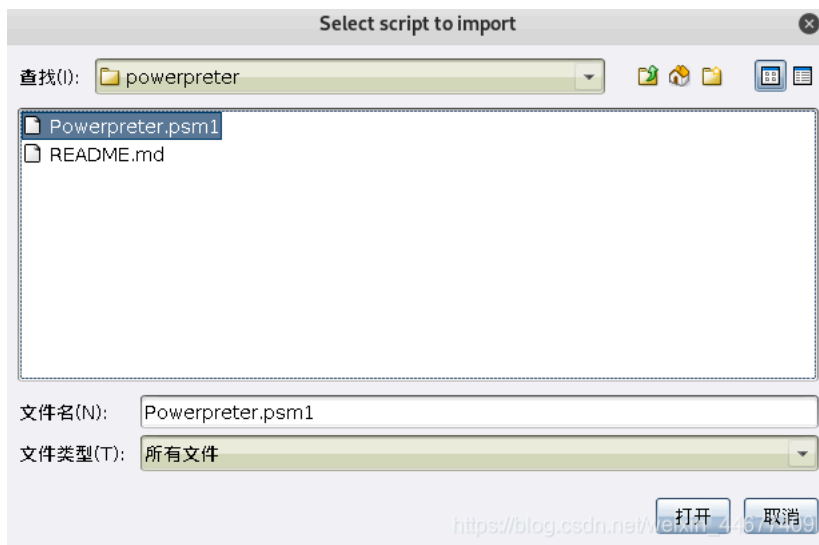 Select script to import
查找(I): powerpreter
Powerpreter.psm1
README.md
文件名(N): Powerpreter.psm1
文件类型(T): 所有文件
打开 取消
https://blog.csdn.net/weixin_44677409